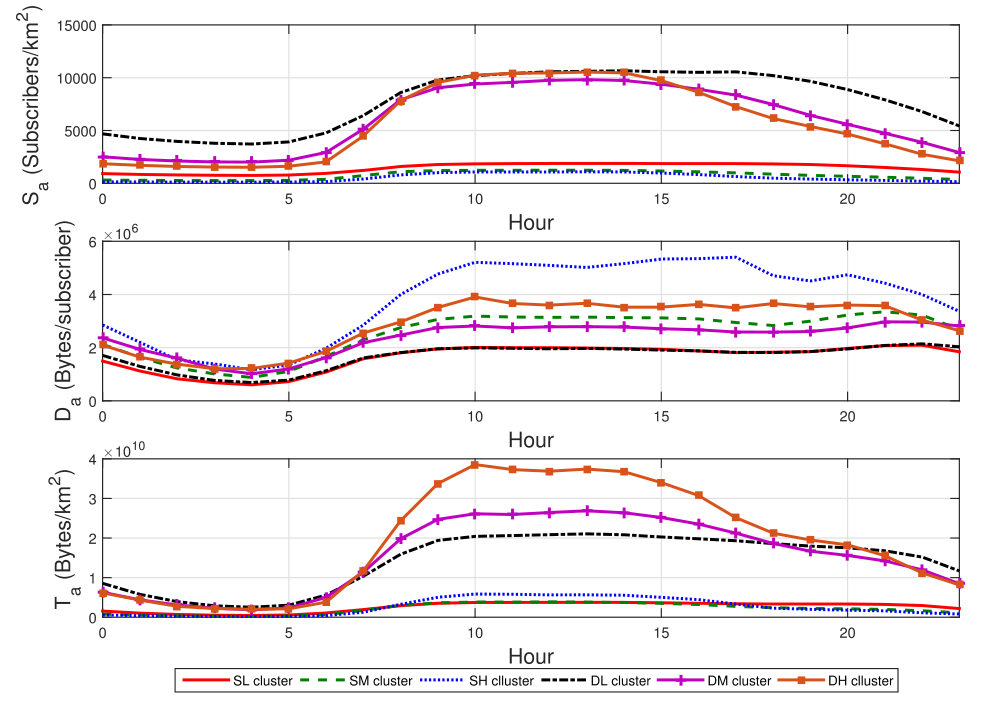 15000
10000
5000
0
S_a (Subscribers/km^2)
0 5 10 15 20
Hour
×10^6
6
4
2
0
D_a (Bytes/subscriber)
0 5 10 15 20
Hour
×10^10
4
3
2
1
0
T_a (Bytes/km^2)
0 5 10 15 20
Hour
SL cluster SM cluster SH clluster DL cluster DM cluster DH clluster